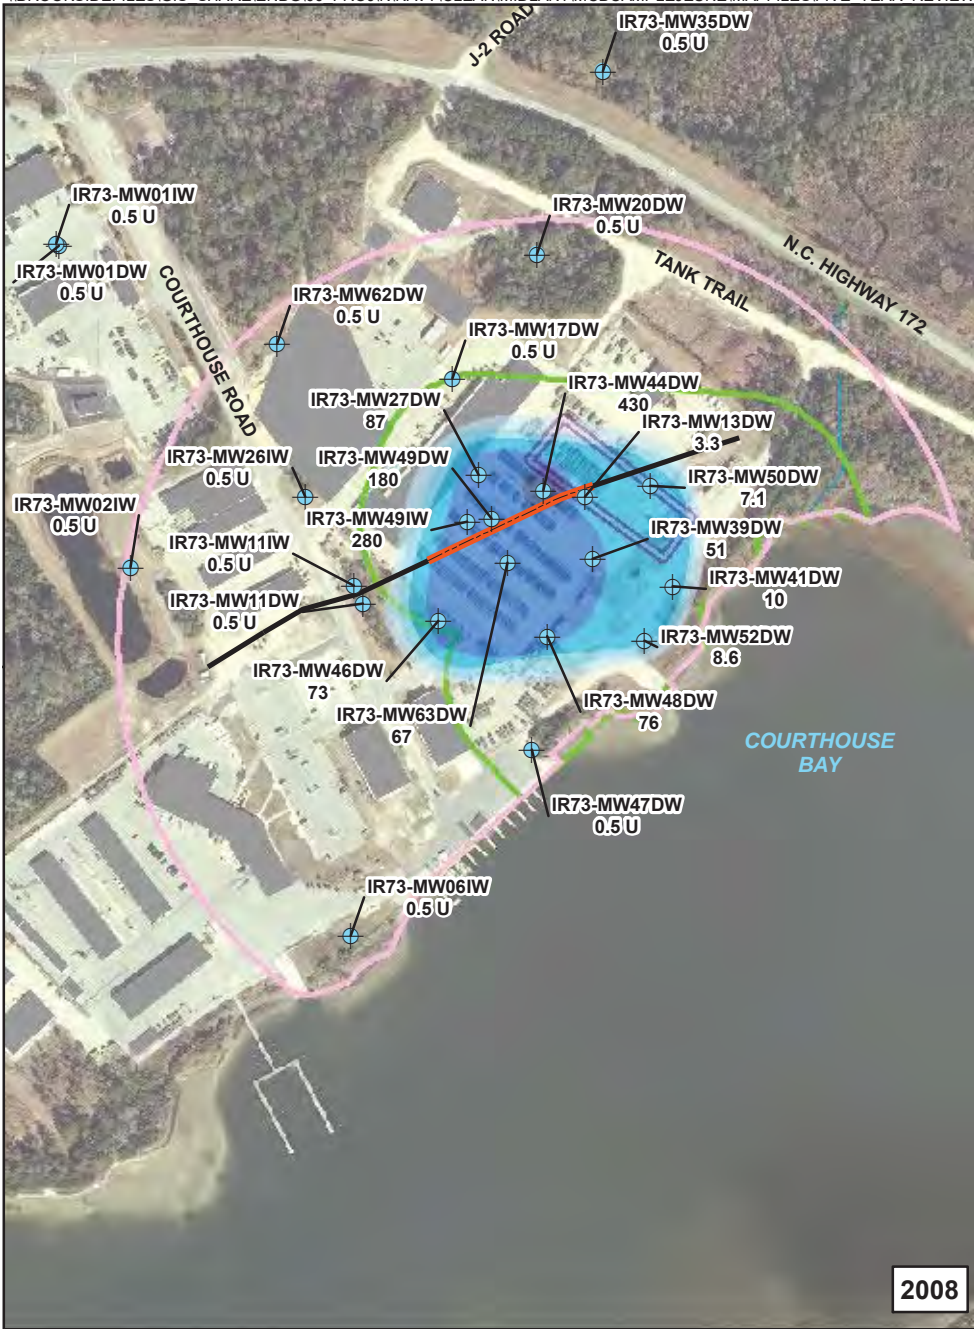 IR73-MW35DW
0.5 U
J-2 ROAD
IR73-MW01IW
0.5 U
IR73-MW20DW
0.5 U
N.C. HIGHWAY 172
TANK TRAIL
IR73-MW01DW
0.5 U
COURTHOUSE ROAD
IR73-MW62DW
0.5 U
IR73-MW17DW
0.5 U
IR73-MW44DW
430
IR73-MW27DW
87
IR73-MW13DW
3.3
IR73-MW26IW
0.5 U
IR73-MW49DW
180
IR73-MW50DW
7.1
IR73-MW02IW
0.5 U
IR73-MW49IW
280
IR73-MW39DW
51
IR73-MW11IW
0.5 U
IR73-MW41DW
10
IR73-MW11DW
0.5 U
IR73-MW52DW
8.6
IR73-MW46DW
73
IR73-MW48DW
76
IR73-MW63DW
67
COURTHOUSE
BAY
IR73-MW47DW
0.5 U
IR73-MW06IW
0.5 U
2008